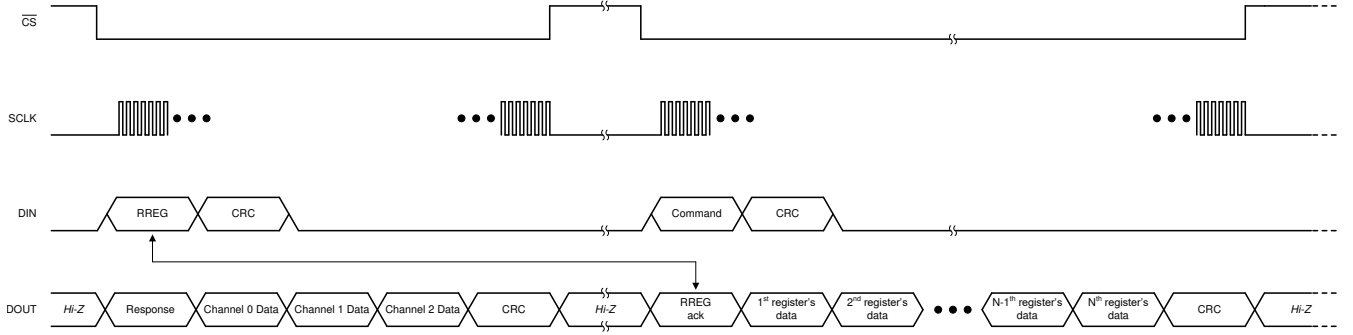 CS
SCLK
DIN
RREG
CRC
Command
CRC
DOUT
Hi-Z
Response
Channel 0 Data
Channel 1 Data
Channel 2 Data
CRC
Hi-Z
RREG
ack
1st register's
data
2nd register's
data
N-1th register's
data
Nth register's
data
CRC
Hi-Z